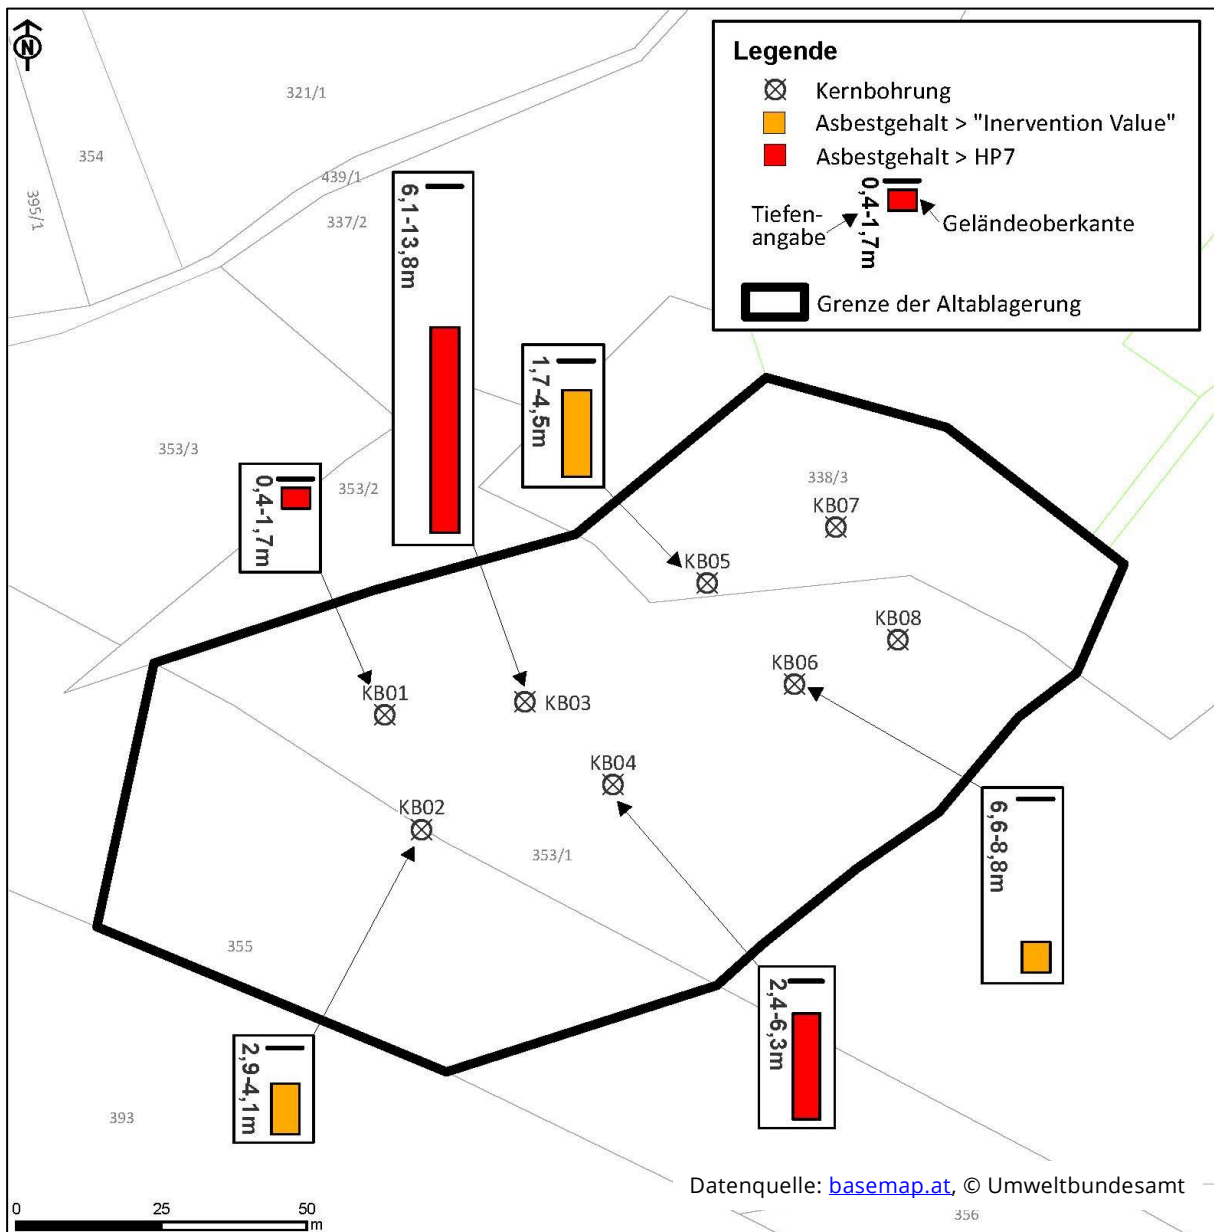 N
Legende
Kernbohrung
Asbestgehalt > "Inervention Value"
Asbestgehalt > HP7
Tiefen-
angabe
0,4-1,7m
Geländeoberkante
Grenze der Altablagerung
321/1
354
395/1
439/1
337/2
6,1-13,8m
1,7-4,5m
353/3
353/2
0,4-1,7m
338/3
KB07
KB05
KB08
KB06
KB01
KB03
KB04
KB02
353/1
6,6-8,8m
355
2,4-6,3m
2,9-4,1m
393
Datenquelle: basemap.at, © Umweltbundesamt
356
0 25 50
m